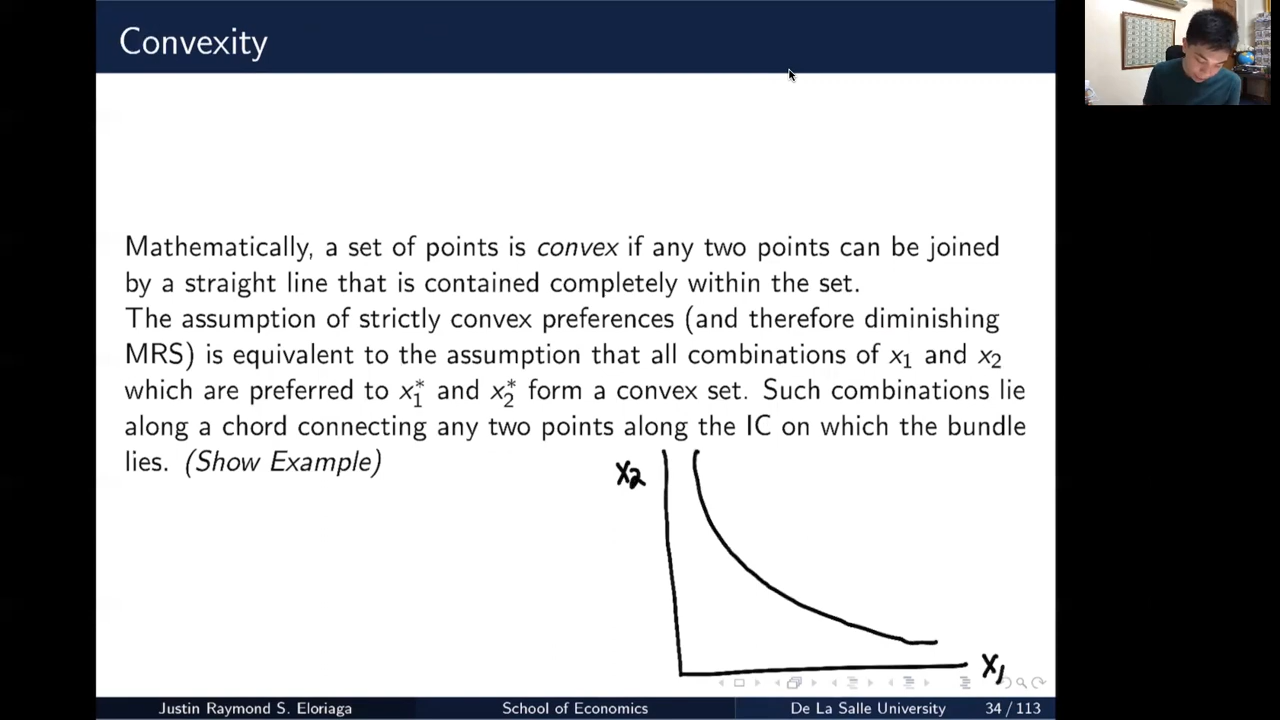 Convexity
Mathematically, a set of points is convex if any two points can be joined
by a straight line that is contained completely within the set.
The assumption of strictly convex preferences (and therefore diminishing
MRS) is equivalent to the assumption that all combinations of x₁ and x₂
which are preferred to x₁* and x₂* form a convex set. Such combinations lie
along a chord connecting any two points along the IC on which the bundle
lies. (Show Example)
X₂
X₁
Justin Raymond S. Eloriaga School of Economics De La Salle University 34 / 113